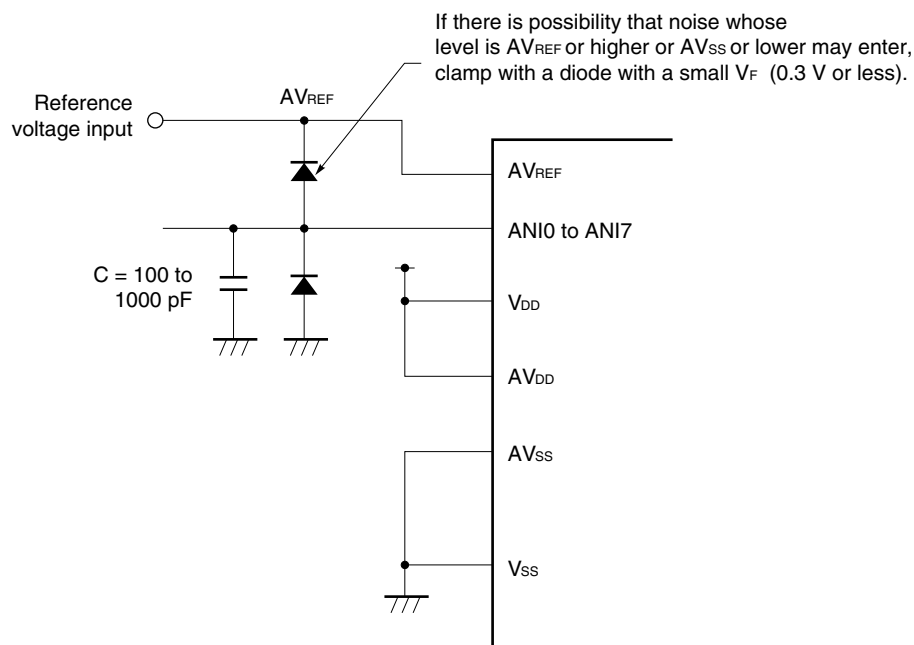 If there is possibility that noise whose
level is AVREF or higher or AVSS or lower may enter,
clamp with a diode with a small VF (0.3 V or less).
AVREF
Reference
voltage input
AVREF
ANI0 to ANI7
C = 100 to
1000 pF
VDD
AVDD
AVSS
VSS